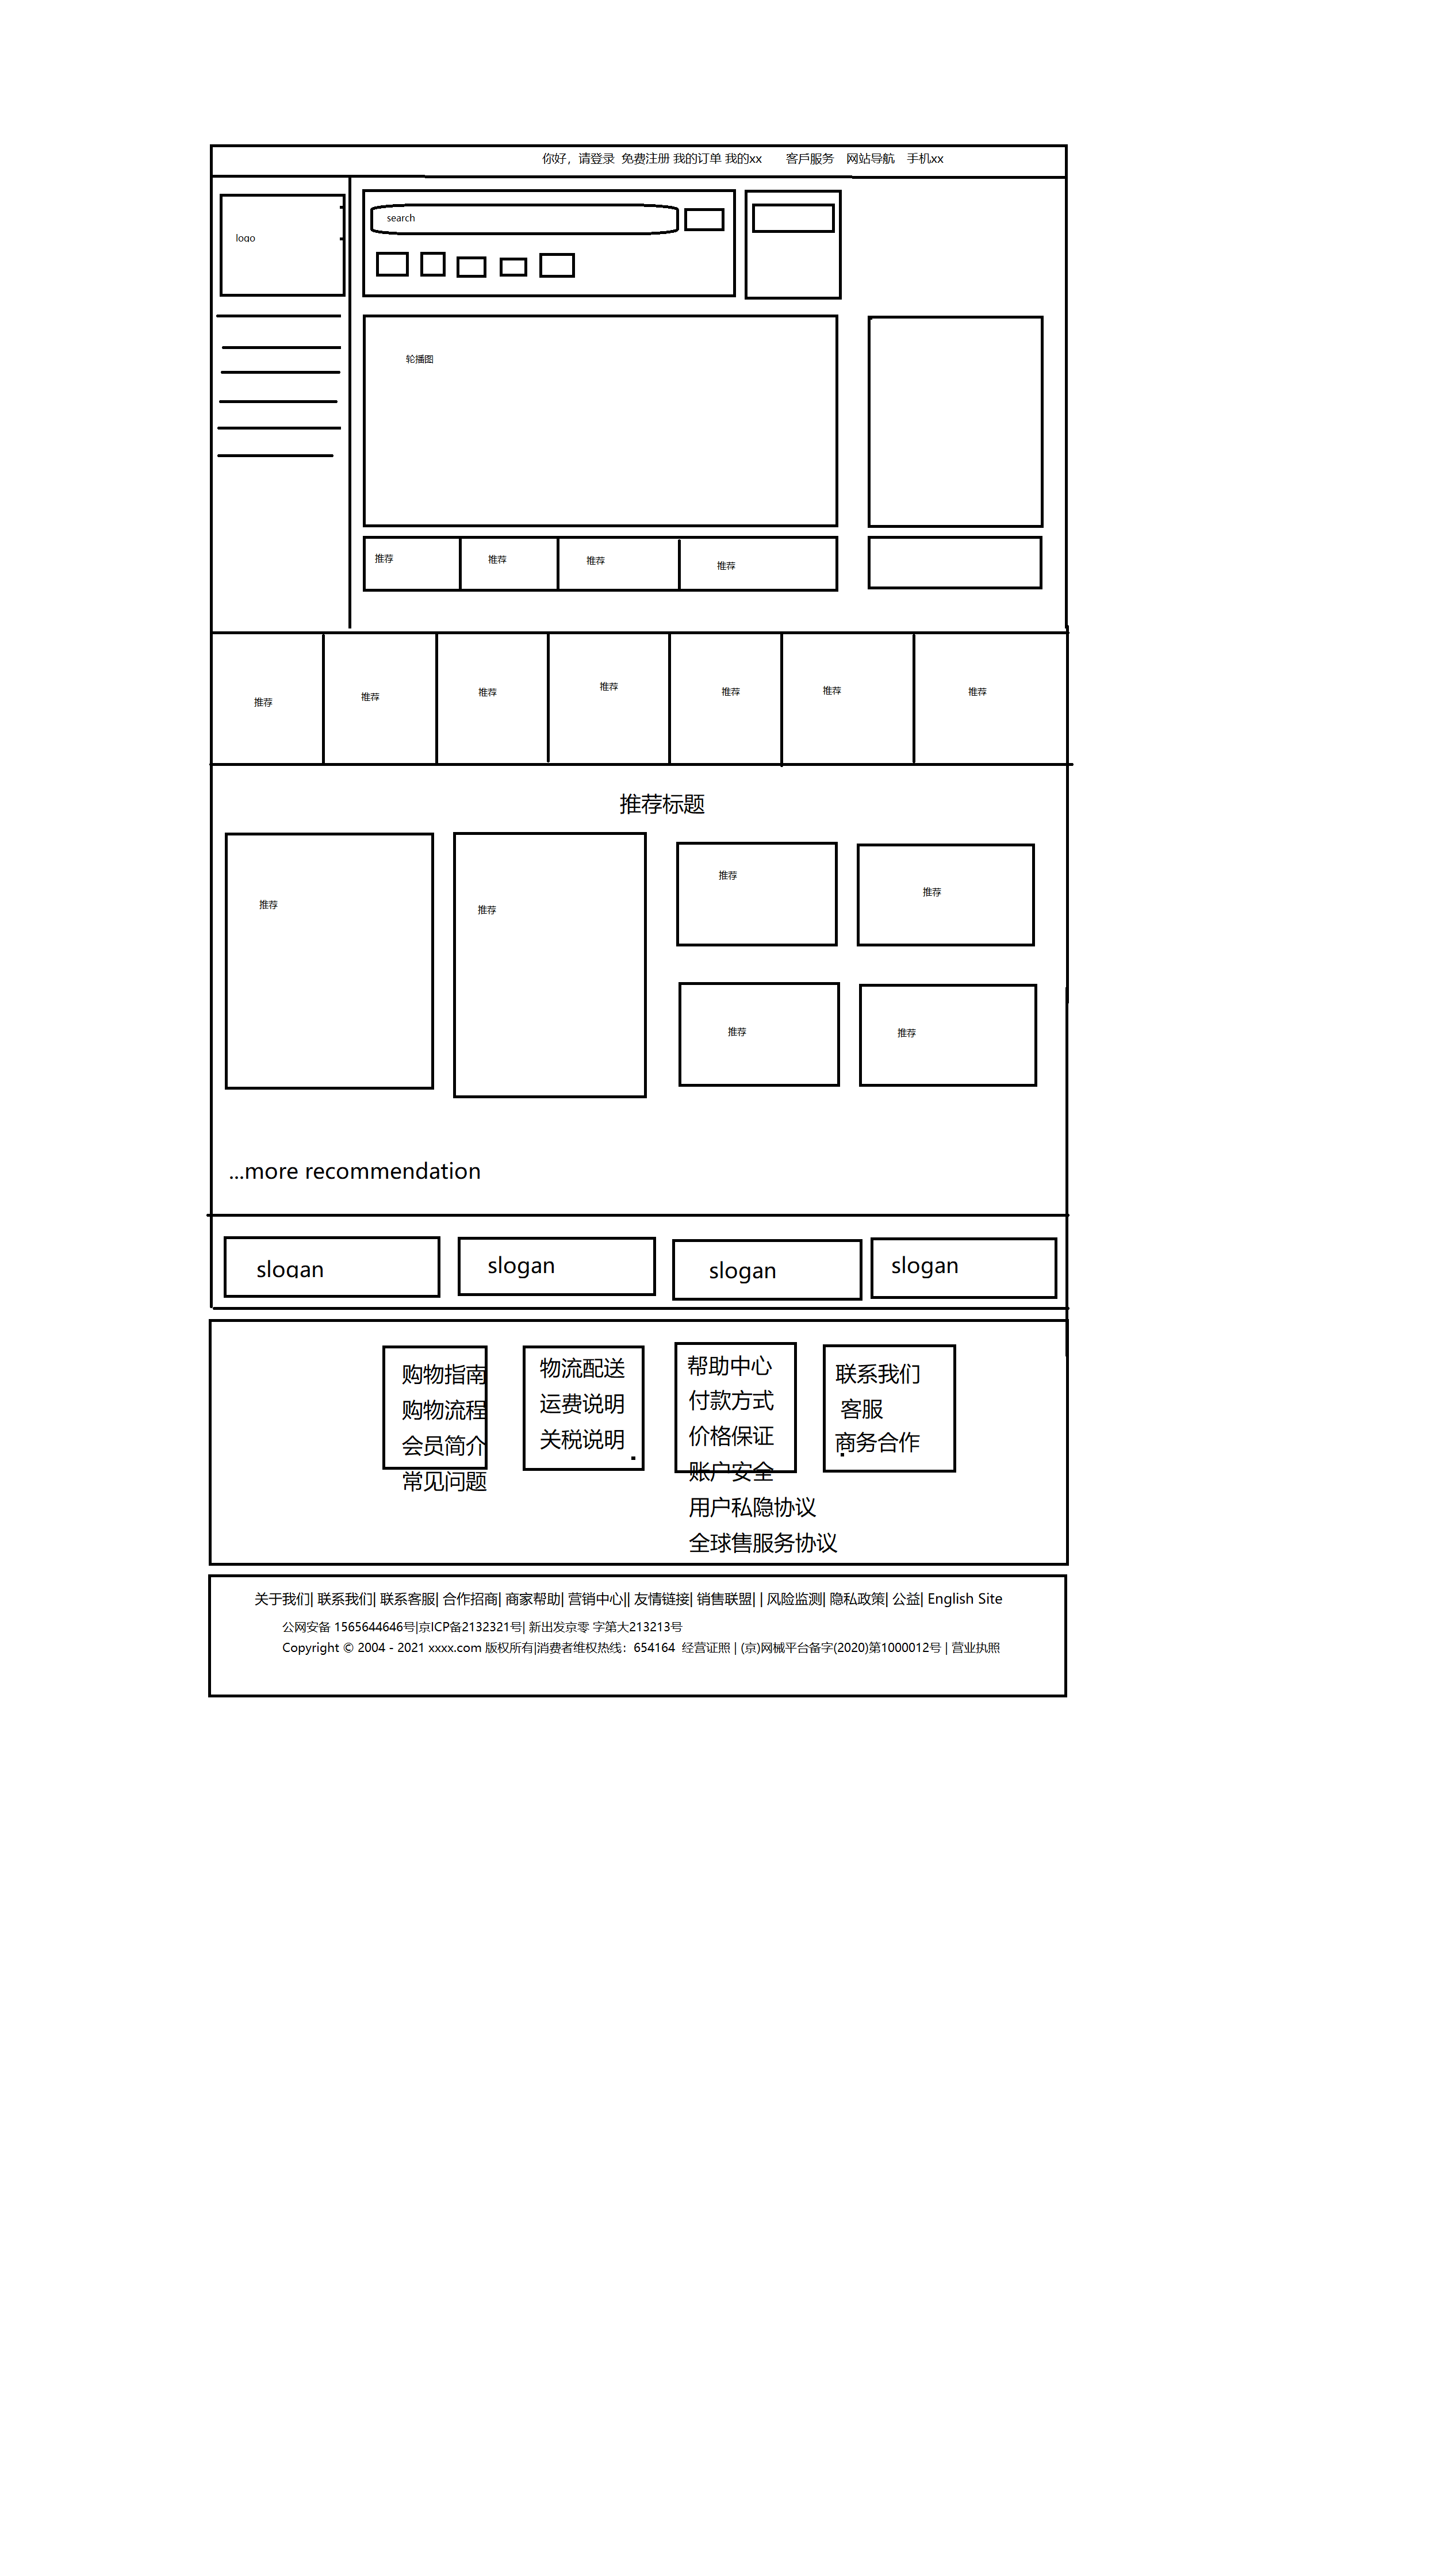 你好，请登录 免费注册 我的订单 我的xx 客戶服务 网站导航 手机xx
logo
search
轮播图
推荐 推荐 推荐 推荐
推荐 推荐 推荐 推荐 推荐 推荐 推荐
推荐标题
推荐 推荐 推荐 推荐
推荐 推荐
...more recommendation
slogan slogan slogan slogan
购物指南
购物流程
会员简介
常见问题
物流配送
运费说明
关税说明
帮助中心
付款方式
价格保证
账户安全
用户私隐协议
全球售服务协议
联系我们
客服
商务合作
关于我们| 联系我们| 联系客服| 合作招商| 商家帮助| 营销中心|| 友情链接| 销售联盟| | 风险监测| 隐私政策| 公益| English Site
公网安备 1565644646号|京ICP备2132321号| 新出发京零 字第大213213号
Copyright © 2004 - 2021 xxxx.com 版权所有|消费者维权热线：654164 经营证照 | (京)网械平台备字(2020)第1000012号 | 营业执照